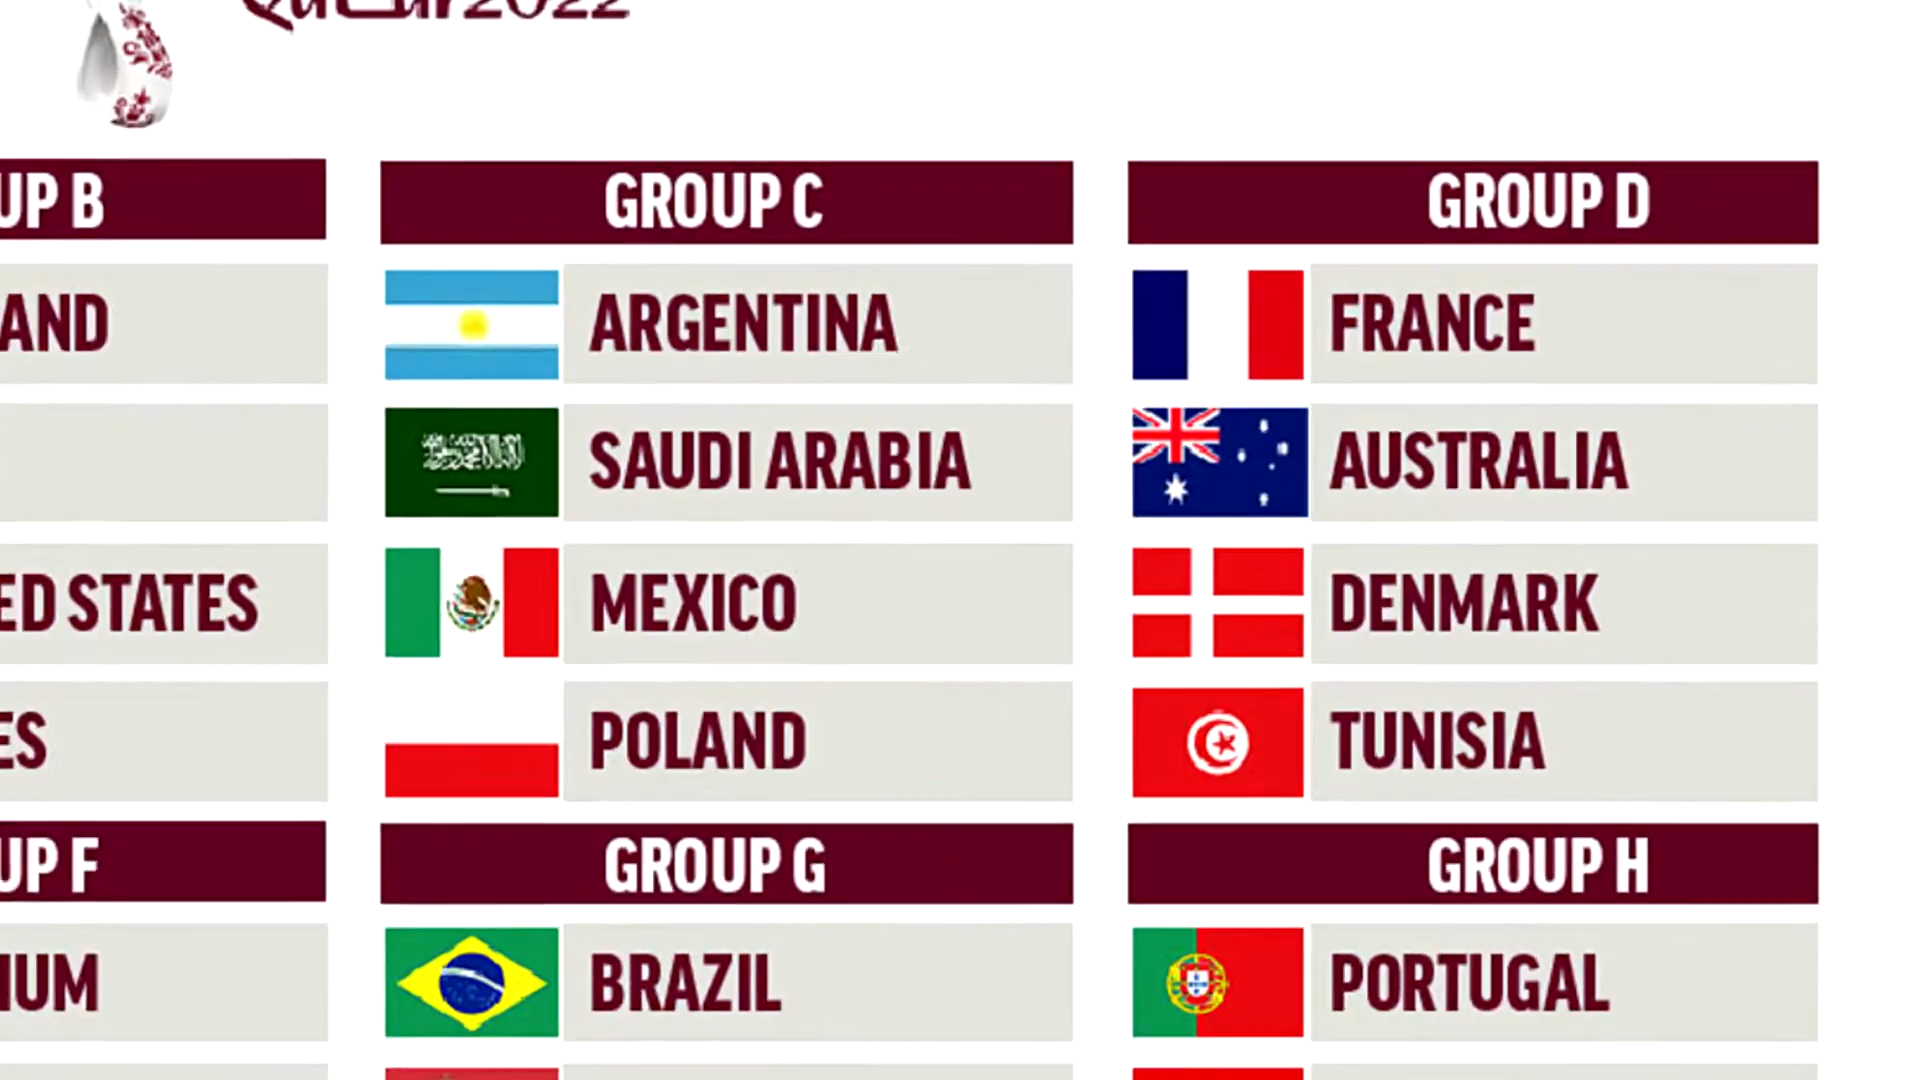 Qatar2022
UP B
GROUP C
GROUP D
AND
ARGENTINA
FRANCE
SAUDI ARABIA
AUSTRALIA
ED STATES
MEXICO
DENMARK
ES
POLAND
TUNISIA
UP F
GROUP G
GROUP H
IUM
BRAZIL
PORTUGAL